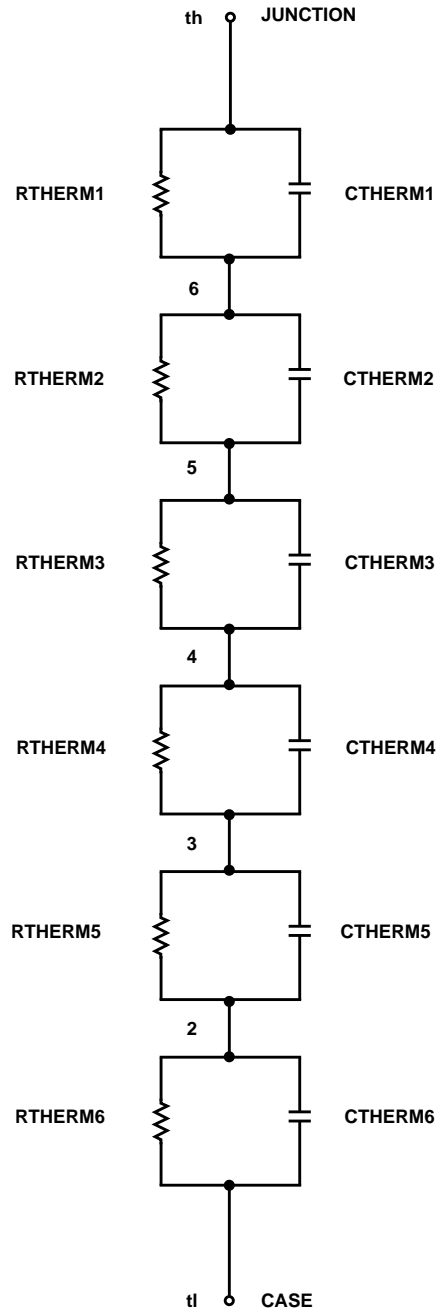 th JUNCTION
RTHERM1 CTHERM1
6
RTHERM2 CTHERM2
5
RTHERM3 CTHERM3
4
RTHERM4 CTHERM4
3
RTHERM5 CTHERM5
2
RTHERM6 CTHERM6
tl CASE